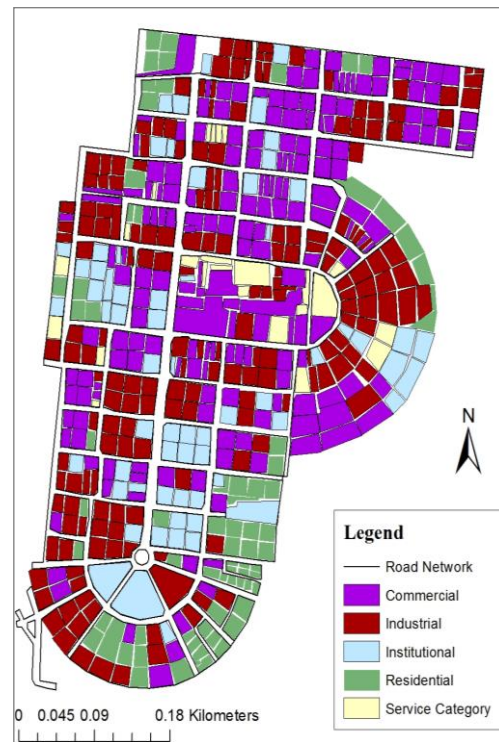 N
Legend
Road Network
Commercial
Industrial
Institutional
Residential
Service Category
0 0.045 0.09 0.18 Kilometers